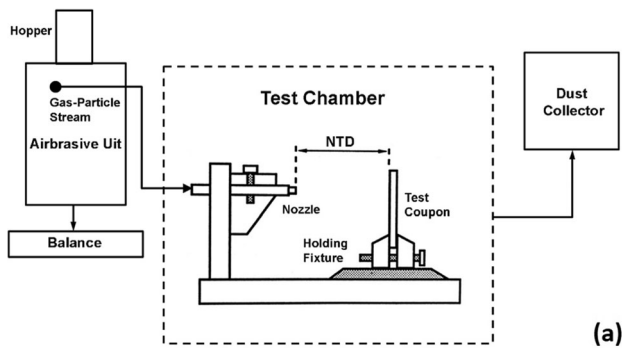 Hopper
Gas-Particle
Stream
Airbrasive Uit
Balance
Test Chamber
NTD
Nozzle
Test
Coupon
Holding
Fixture
Dust
Collector
(a)